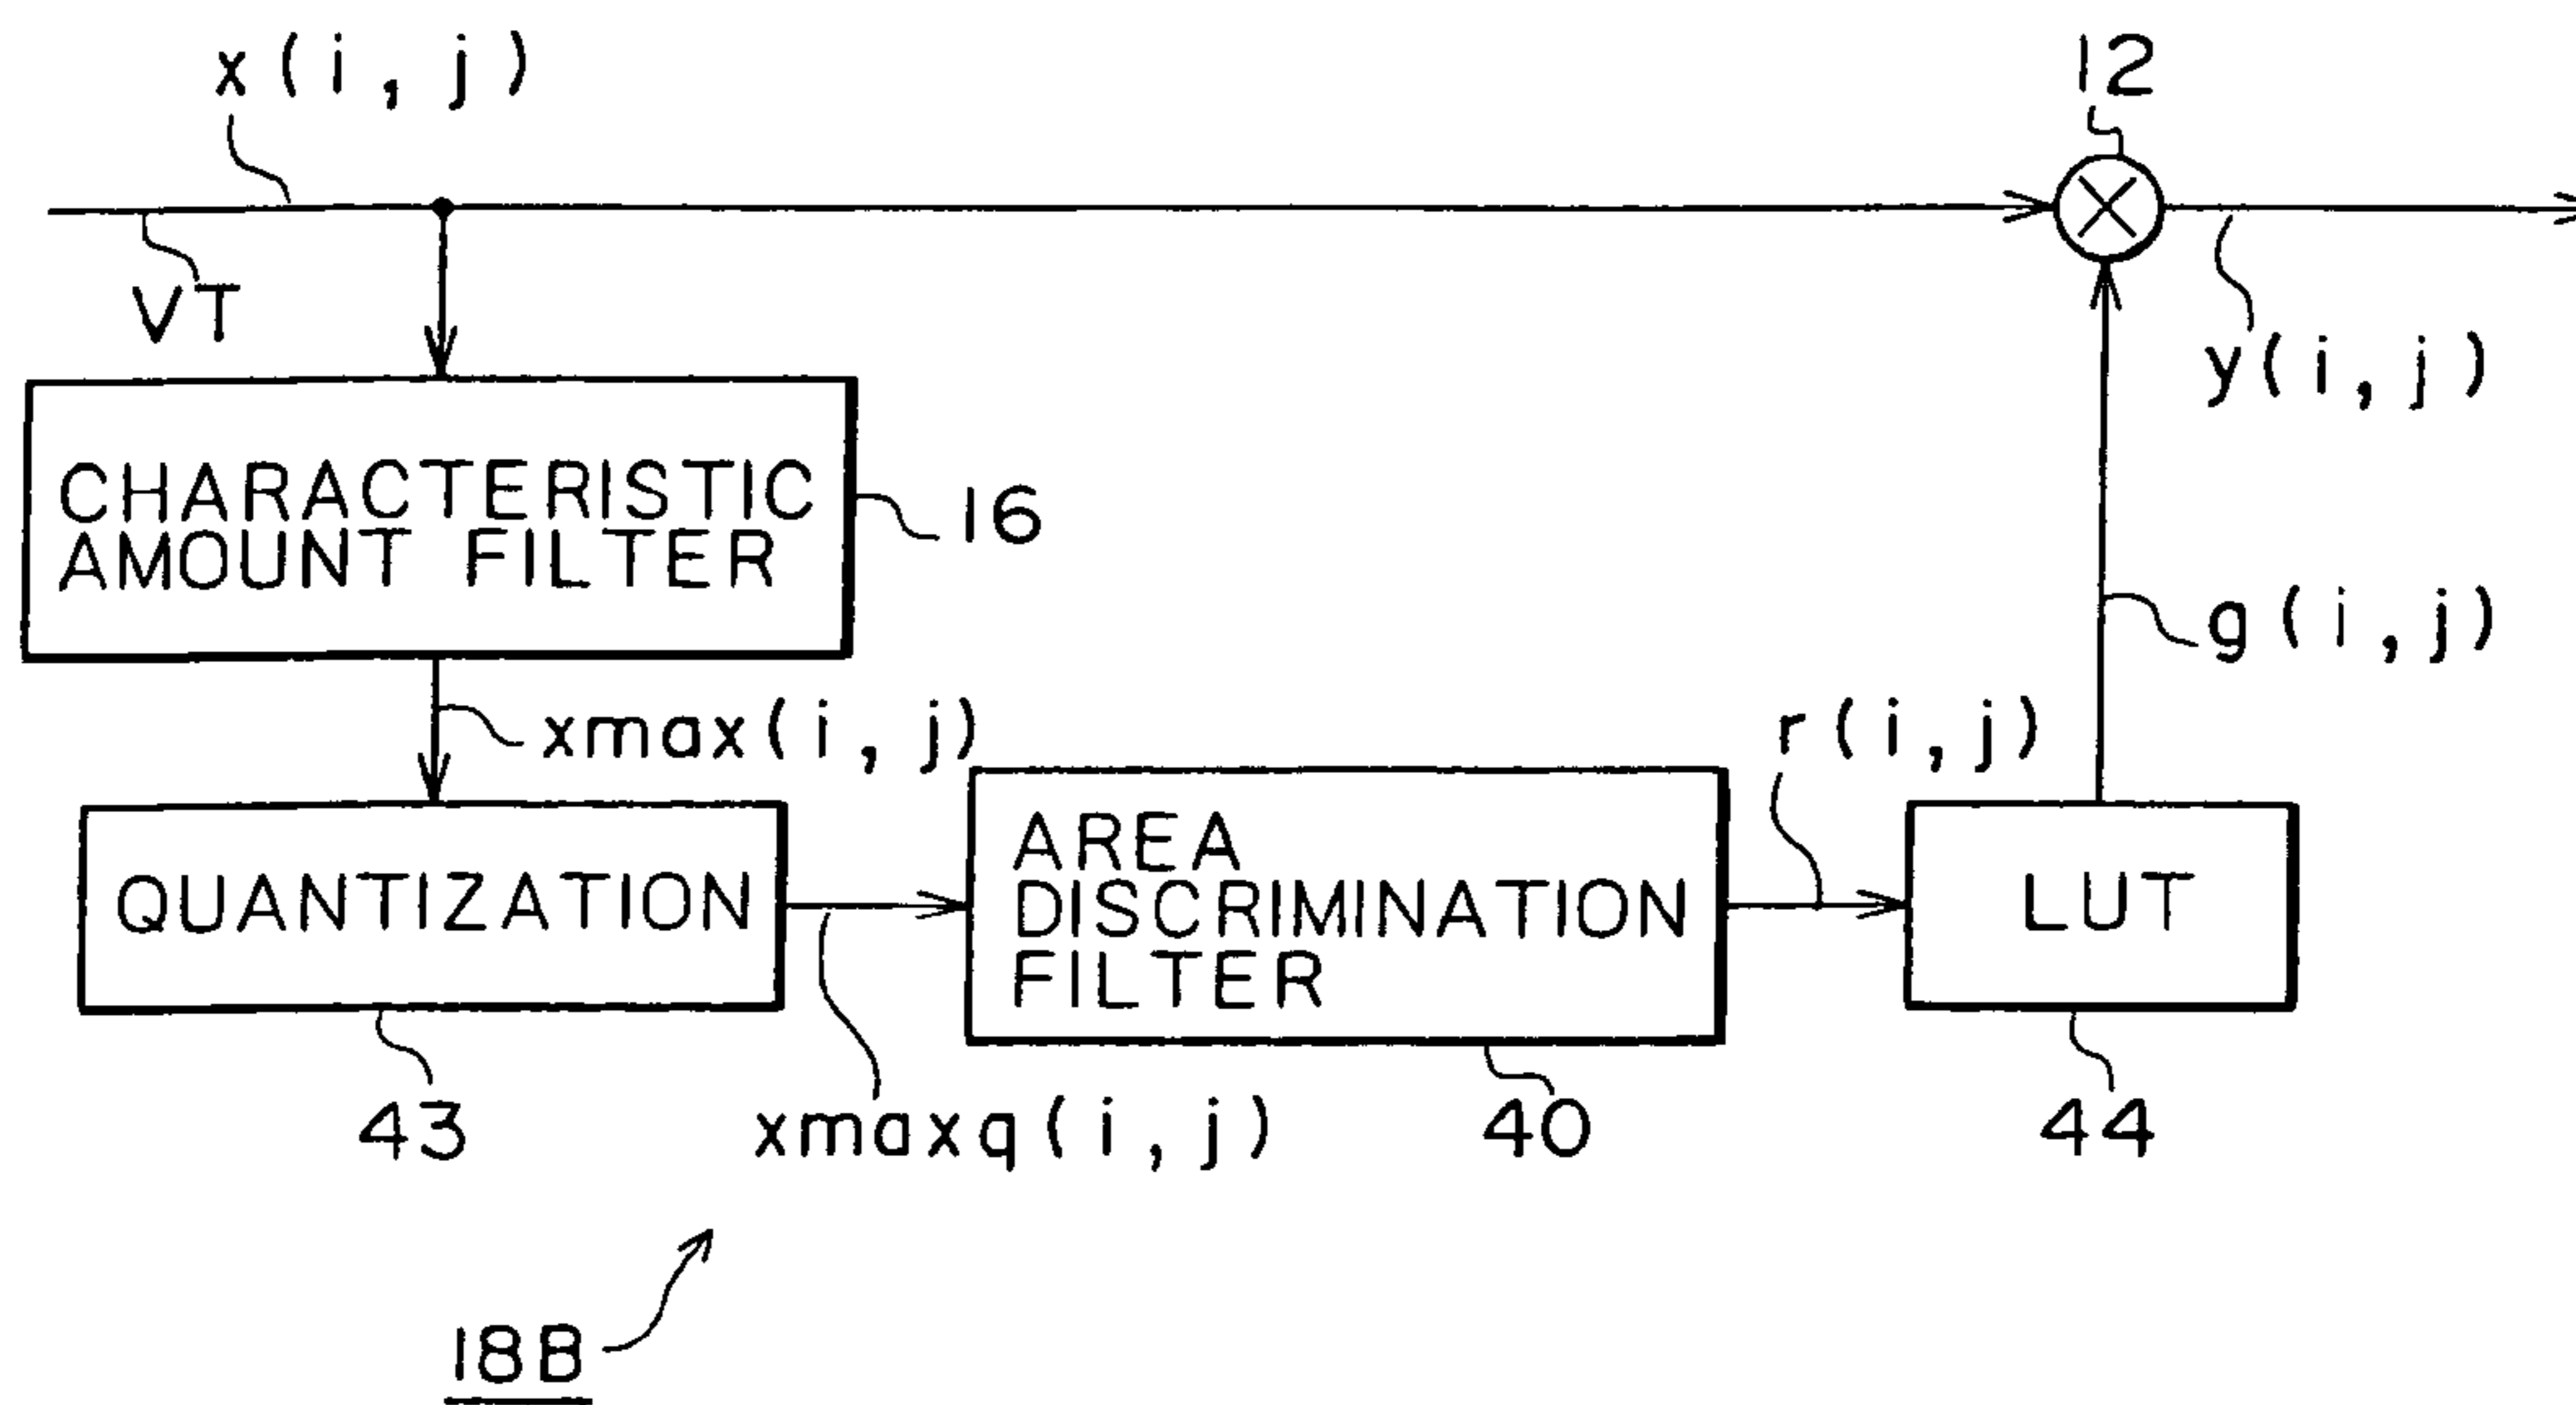 x(i, j)
12
VT
y(i, j)
CHARACTERISTIC
AMOUNT FILTER
16
g(i, j)
xmax(i, j)
r(i, j)
QUANTIZATION
AREA
DISCRIMINATION
FILTER
LUT
43
xmaxq(i, j)
40
44
18B